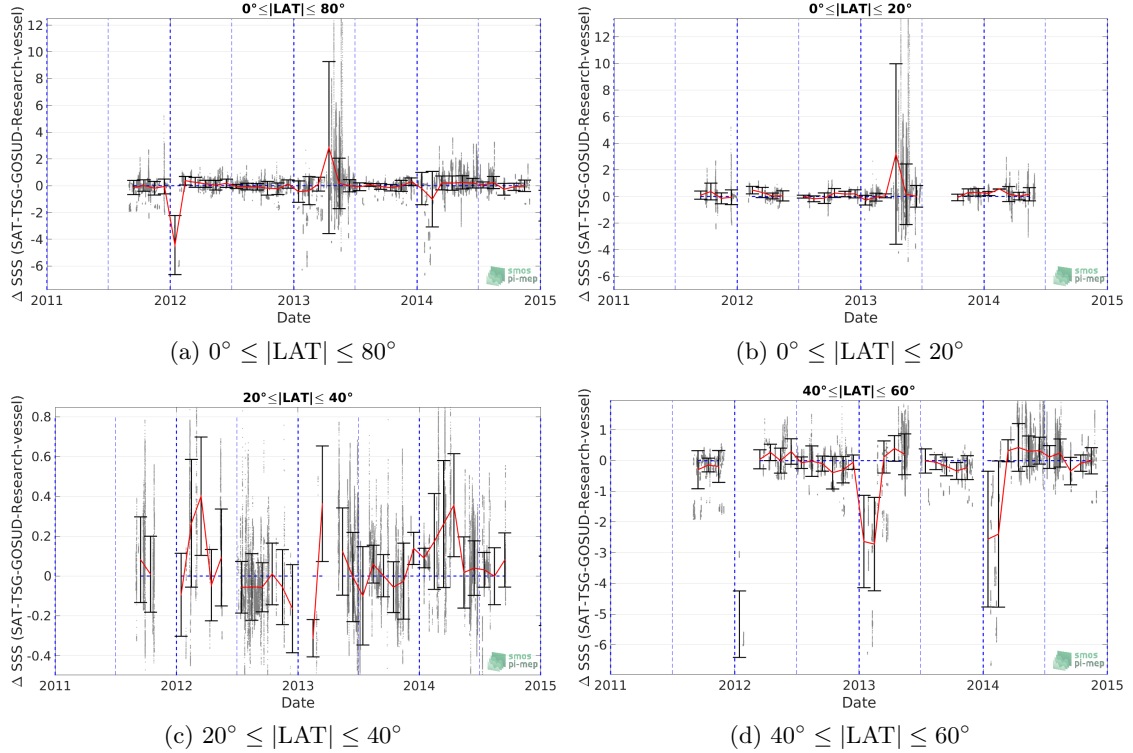 0°≤|LAT|≤ 80°
Δ SSS (SAT-TSG-GOSUD-Research-vessel)
12
10
8
6
4
2
0
-2
-4
-6
2011 2012 2013 2014 2015
Date
smos
pi-mep
(a) 0° ≤ |LAT| ≤ 80°
0°≤|LAT|≤ 20°
Δ SSS (SAT-TSG-GOSUD-Research-vessel)
12
10
8
6
4
2
0
-2
-4
-6
2011 2012 2013 2014 2015
Date
smos
pi-mep
(b) 0° ≤ |LAT| ≤ 20°
20°≤|LAT|≤ 40°
Δ SSS (SAT-TSG-GOSUD-Research-vessel)
0.8
0.6
0.4
0.2
0
-0.2
-0.4
2011 2012 2013 2014 2015
Date
smos
pi-mep
(c) 20° ≤ |LAT| ≤ 40°
40°≤|LAT|≤ 60°
Δ SSS (SAT-TSG-GOSUD-Research-vessel)
1
0
-1
-2
-3
-4
-5
-6
2011 2012 2013 2014 2015
Date
smos
pi-mep
(d) 40° ≤ |LAT| ≤ 60°